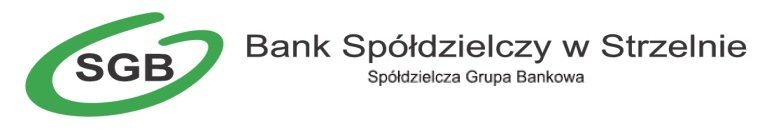 SGB
Bank Spółdzielczy w Strzelnie
Spółdzielcza Grupa Bankowa